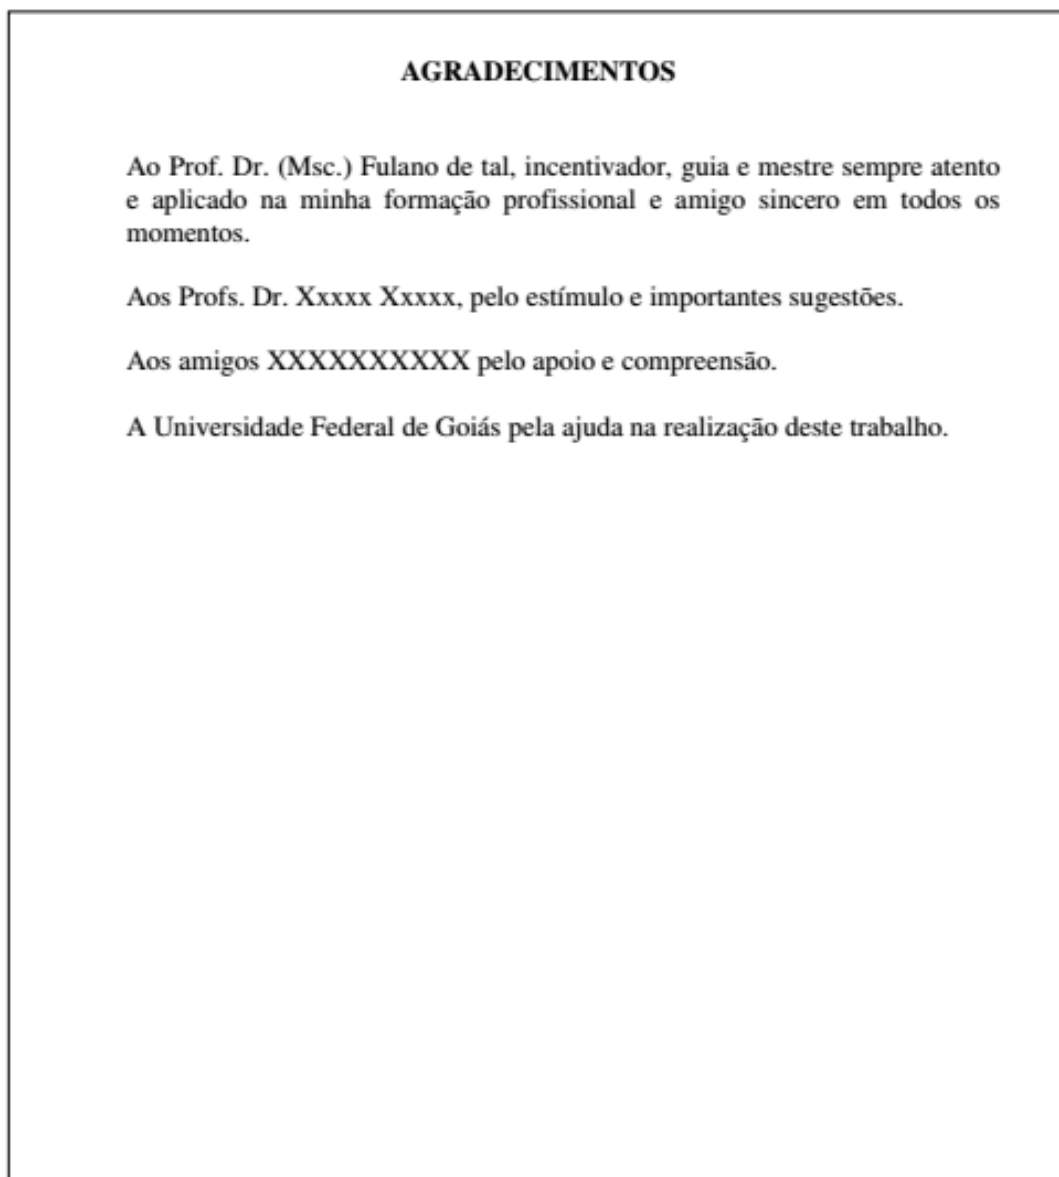 AGRADECIMENTOS
Ao Prof. Dr. (Msc.) Fulano de tal, incentivador, guia e mestre sempre atento
e aplicado na minha formação profissional e amigo sincero em todos os
momentos.
Aos Profs. Dr. Xxxxx Xxxxx, pelo estímulo e importantes sugestões.
Aos amigos XXXXXXXXXX pelo apoio e compreensão.
A Universidade Federal de Goiás pela ajuda na realização deste trabalho.